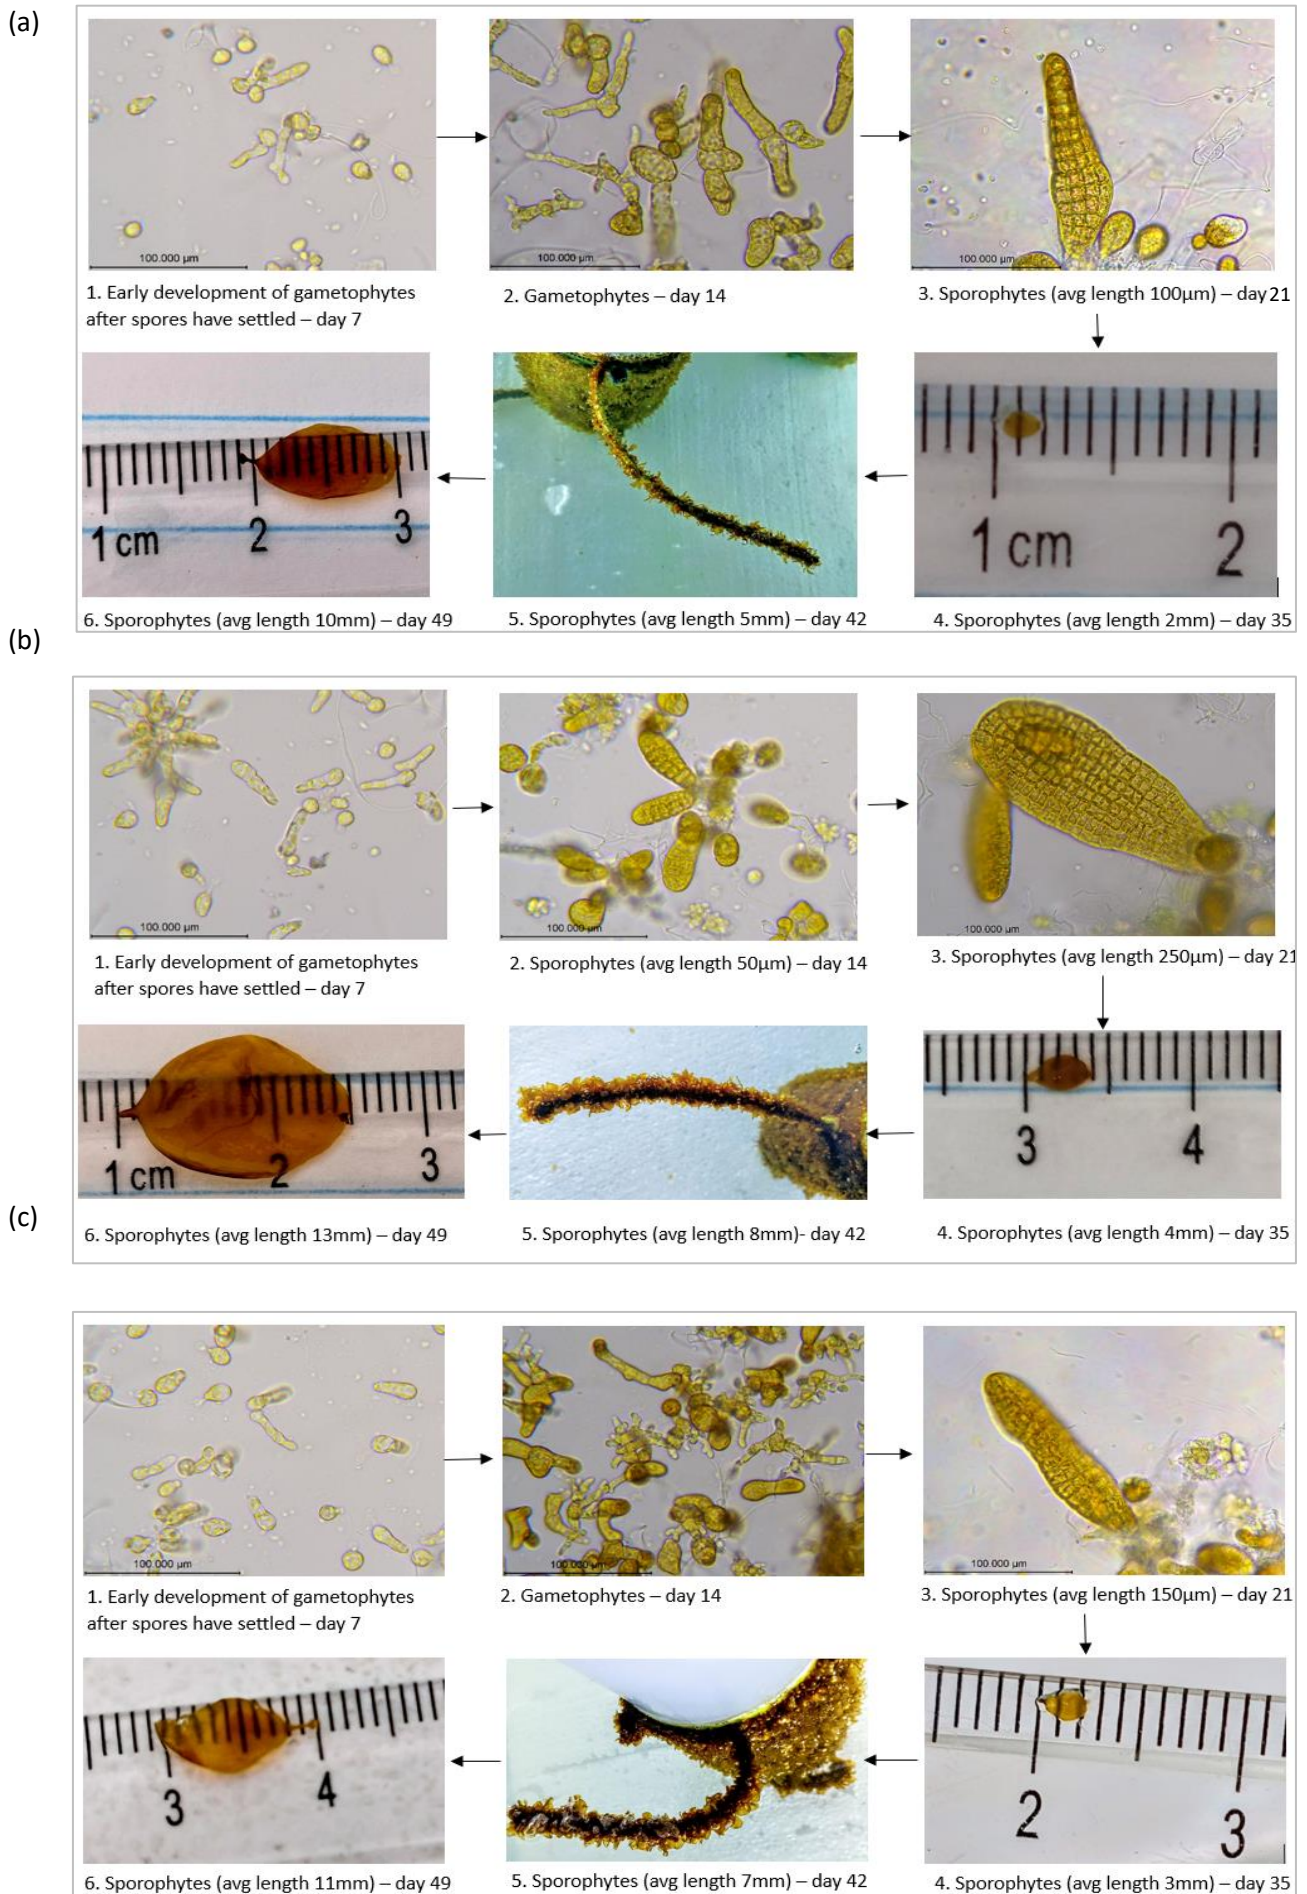 (a)
100.000 µm
100.000 µm
100.000 µm
1. Early development of gametophytes
after spores have settled – day 7
2. Gametophytes – day 14
3. Sporophytes (avg length 100µm) – day 21
1 cm 2 3
1 cm 2
6. Sporophytes (avg length 10mm) – day 49
5. Sporophytes (avg length 5mm) – day 42
4. Sporophytes (avg length 2mm) – day 35
(b)
100.000 µm
100.000 µm
100.000 µm
1. Early development of gametophytes
after spores have settled – day 7
2. Sporophytes (avg length 50µm) – day 14
3. Sporophytes (avg length 250µm) – day 21
1 cm 2 3
3 4
6. Sporophytes (avg length 13mm) – day 49
5. Sporophytes (avg length 8mm)- day 42
4. Sporophytes (avg length 4mm) – day 35
(c)
100.000 µm
100.000 µm
100.000 µm
1. Early development of gametophytes
after spores have settled – day 7
2. Gametophytes – day 14
3. Sporophytes (avg length 150µm) – day 21
3 4
2 3
6. Sporophytes (avg length 11mm) – day 49
5. Sporophytes (avg length 7mm) – day 42
4. Sporophytes (avg length 3mm) – day 35